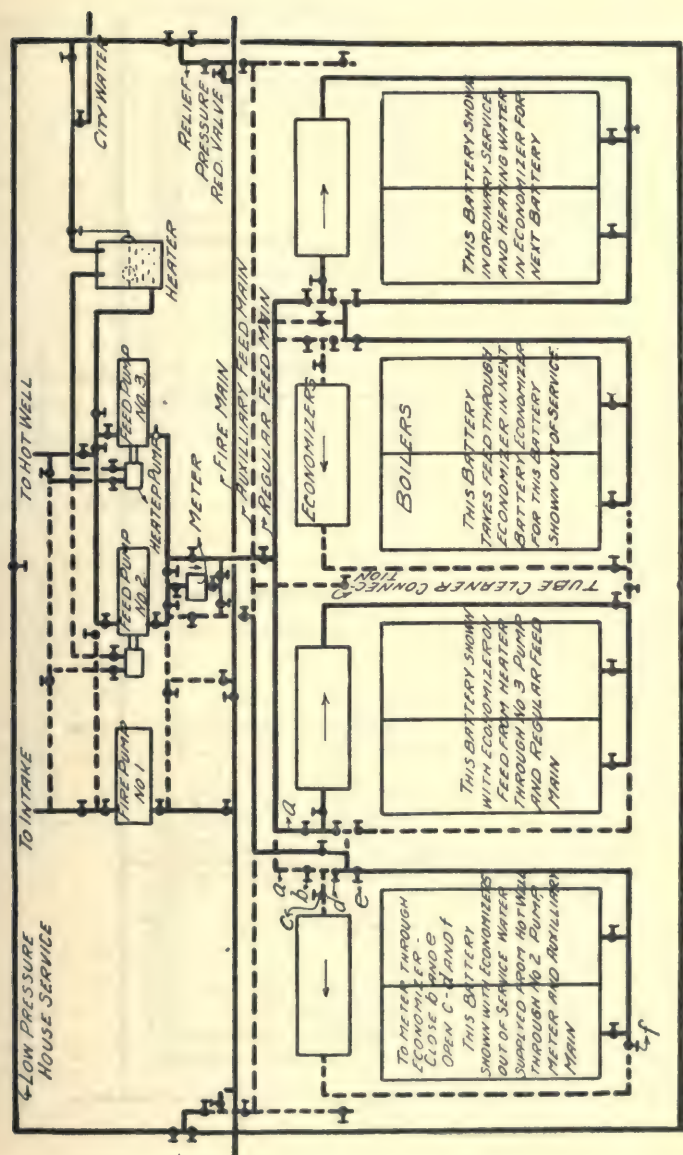 CITY WATER
RELIEF
PRESSURE
RED. VALVE
HEATER
TO HOT WELL
FEED PUMP
NO. 3
HEATER PUMP
FEED PUMP
NO. 2
METER
FIRE PUMP
NO 1
TO INTAKE
LOW PRESSURE
HOUSE SERVICE
FIRE MAIN
AUXILLIARY FEED MAIN
REGULAR FEED MAIN
ECONOMIZERS
TUBE CLEANER CONNEC-
TION
a
a
b
c
d
e
f
TO METER THROUGH
ECONOMIZER -
CLOSE b AND e
OPEN c-d AND f
THIS BATTERY
SHOWN WITH ECONOMIZERS
OUT OF SERVICE WATER
SUPPLYED FROM HOT WELL
THROUGH NO 2 PUMP
METER AND AUXILLIARY
MAIN
THIS BATTERY SHOWN
WITH ECONOMIZER ON
FEED FROM HEATER
THROUGH NO 3 PUMP
AND REGULAR FEED
MAIN
BOILERS
THIS BATTERY
TAKES FEED THROUGH
ECONOMIZER IN NEXT
BATTERY ECONOMIZER
FOR THIS BATTERY
SHOWN OUT OF SERVICE.
THIS BATTERY SHOWN
IN ORDINARY SERVICE
AND HEATING WATER
IN ECONOMIZER FOR
NEXT BATTERY